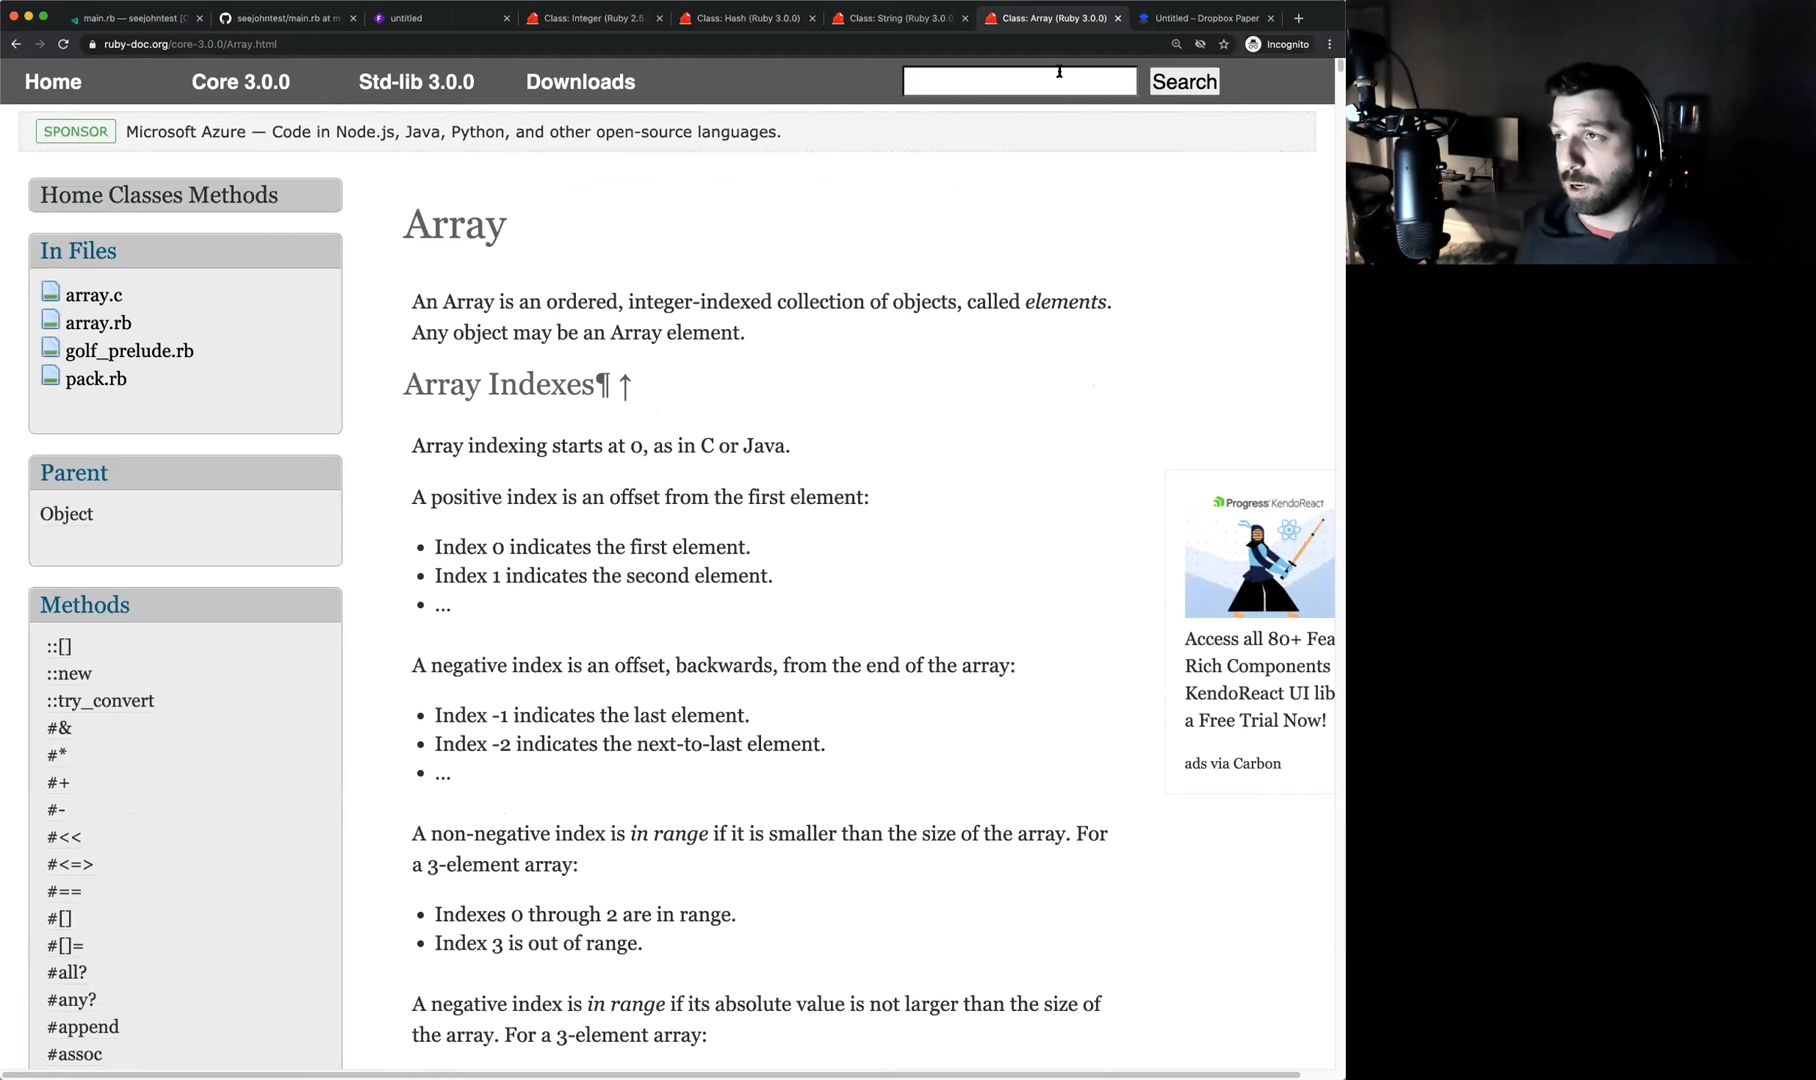 main.rb — seejohntest [
seejohntest/main.rb at m
untitled
Class: Integer (Ruby 2.6.
Class: Hash (Ruby 3.0.0)
Class: String (Ruby 3.0.0
Class: Array (Ruby 3.0.0)
Untitled – Dropbox Paper
ruby-doc.org/core-3.0.0/Array.html
Incognito
Home
Core 3.0.0
Std-lib 3.0.0
Downloads
Search
SPONSOR Microsoft Azure — Code in Node.js, Java, Python, and other open-source languages.
Home Classes Methods
In Files
array.c
array.rb
golf_prelude.rb
pack.rb
Parent
Object
Methods
::[]
::new
::try_convert
#&
#*
#+
#-
#<<
#<=>
#==
#[]
#[]=
#all?
#any?
#append
#assoc
Array
An Array is an ordered, integer-indexed collection of objects, called elements.
Any object may be an Array element.
Array Indexes¶ ↑
Array indexing starts at 0, as in C or Java.
A positive index is an offset from the first element:
• Index 0 indicates the first element.
• Index 1 indicates the second element.
• ...
A negative index is an offset, backwards, from the end of the array:
• Index -1 indicates the last element.
• Index -2 indicates the next-to-last element.
• ...
A non-negative index is in range if it is smaller than the size of the array. For
a 3-element array:
• Indexes 0 through 2 are in range.
• Index 3 is out of range.
A negative index is in range if its absolute value is not larger than the size of
the array. For a 3-element array:
Progress KendoReact
Access all 80+ Fea
Rich Components
KendoReact UI lib
a Free Trial Now!
ads via Carbon